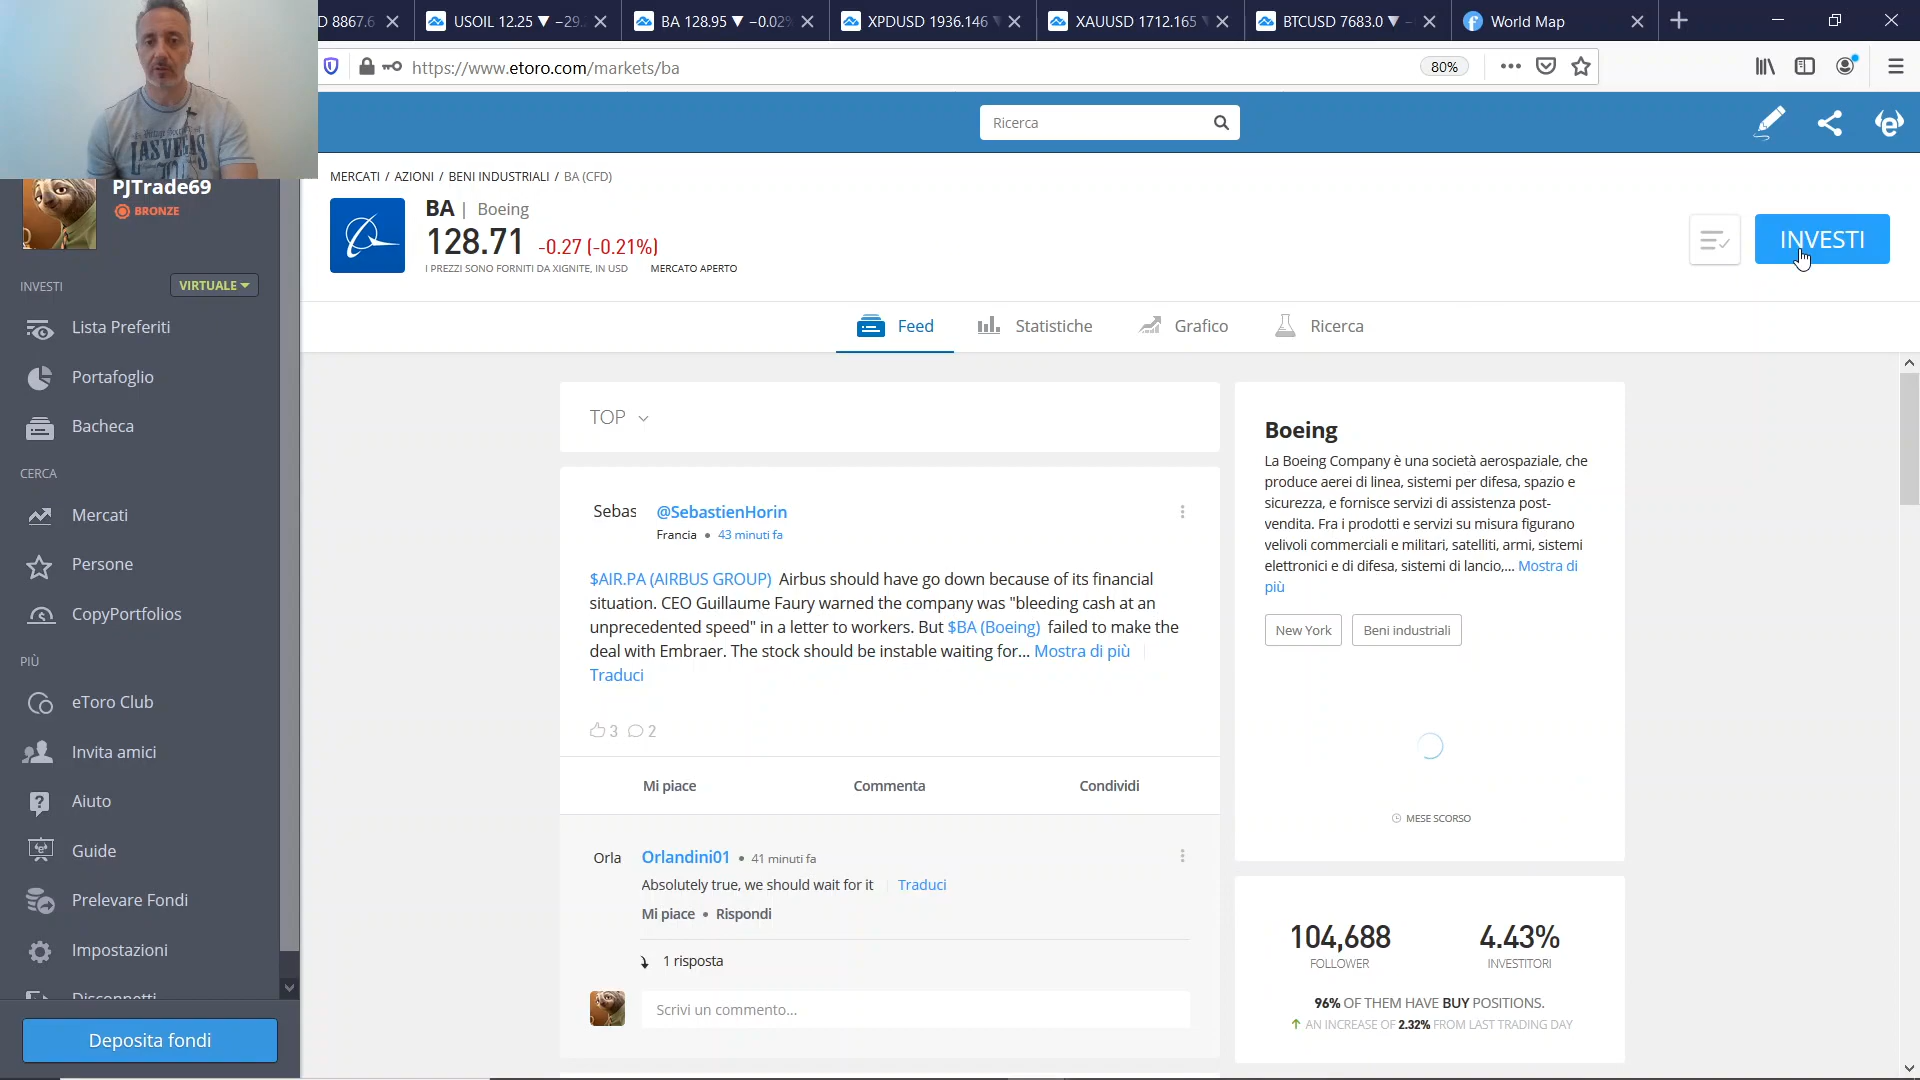 D 8867.6
USOIL 12.25 ▼ −29.
BA 128.95 ▼ −0.02%
XPDUSD 1936.146
XAUUSD 1712.165
BTCUSD 7683.0 ▼ −
World Map
https://www.etoro.com/markets/ba
80%
LAS VEGAS
Ricerca
PJTrade69
BRONZE
INVESTI
VIRTUALE
Lista Preferiti
Portafoglio
Bacheca
CERCA
Mercati
Persone
CopyPortfolios
PIÙ
eToro Club
Invita amici
Aiuto
Guide
Prelevare Fondi
Impostazioni
Disconnetti
Deposita fondi
MERCATI / AZIONI / BENI INDUSTRIALI / BA (CFD)
BA | Boeing
128.71 -0.27 (-0.21%)
I PREZZI SONO FORNITI DA XIGNITE, IN USD MERCATO APERTO
INVESTI
Feed
Statistiche
Grafico
Ricerca
TOP
Sebas
@SebastienHorin
Francia • 43 minuti fa
$AIR.PA (AIRBUS GROUP) Airbus should have go down because of its financial
situation. CEO Guillaume Faury warned the company was "bleeding cash at an
unprecedented speed" in a letter to workers. But $BA (Boeing) failed to make the
deal with Embraer. The stock should be instable waiting for... Mostra di più
Traduci
3 2
Mi piace Commenta Condividi
Orla
Orlandini01 • 41 minuti fa
Absolutely true, we should wait for it Traduci
Mi piace • Rispondi
1 risposta
Scrivi un commento...
Boeing
La Boeing Company è una società aerospaziale, che
produce aerei di linea, sistemi per difesa, spazio e
sicurezza, e fornisce servizi di assistenza post-
vendita. Fra i prodotti e servizi su misura figurano
velivoli commerciali e militari, satelliti, armi, sistemi
elettronici e di difesa, sistemi di lancio,... Mostra di
più
New York
Beni industriali
MESE SCORSO
104,688
FOLLOWER
4.43%
INVESTITORI
96% OF THEM HAVE BUY POSITIONS.
AN INCREASE OF 2.32% FROM LAST TRADING DAY